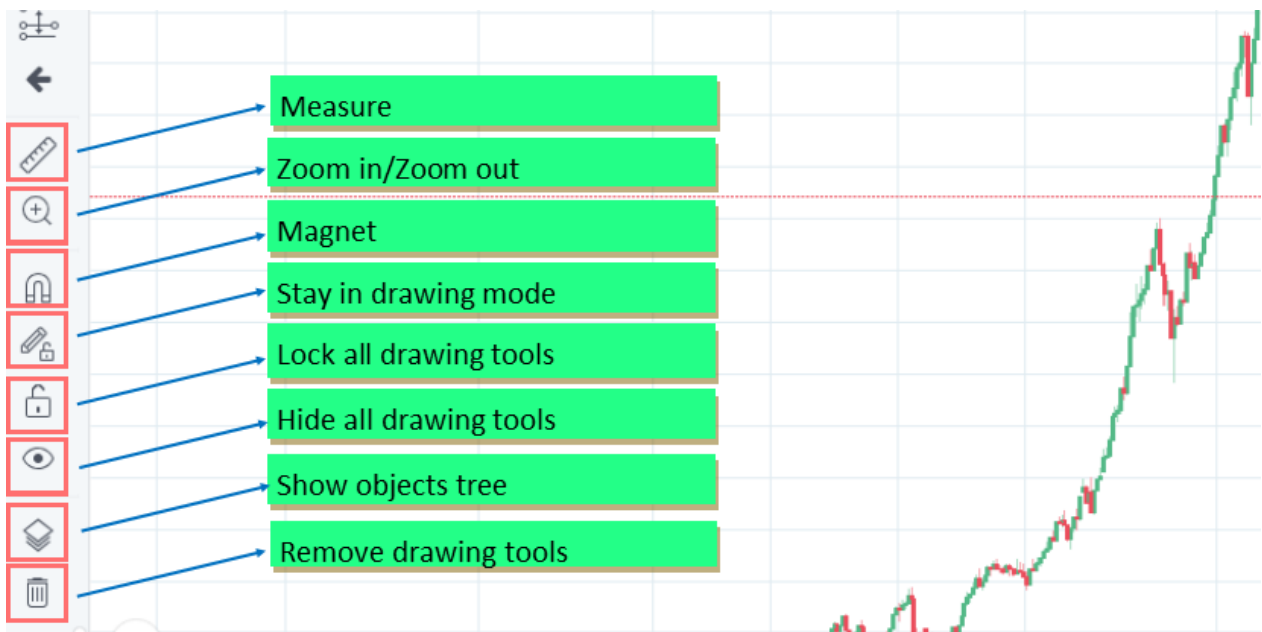 Measure
Zoom in/Zoom out
Magnet
Stay in drawing mode
Lock all drawing tools
Hide all drawing tools
Show objects tree
Remove drawing tools